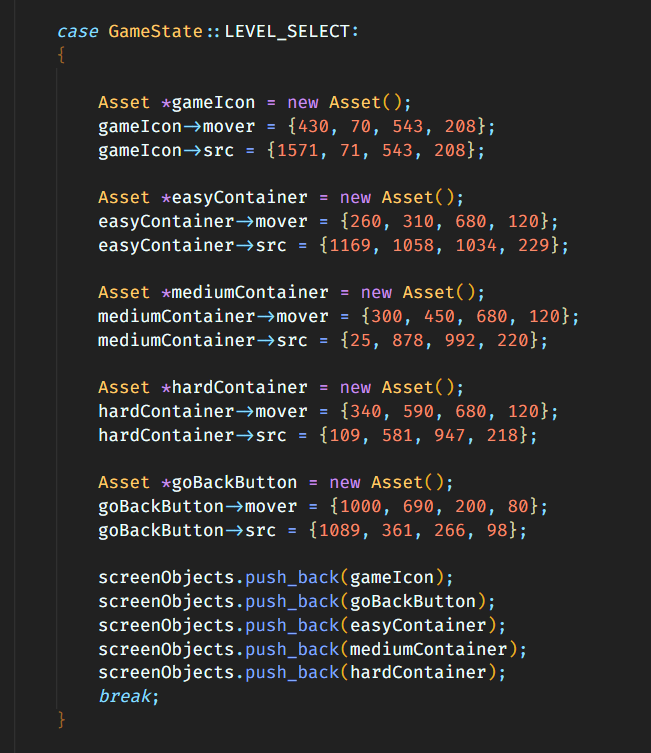 case GameState::LEVEL_SELECT:
{
Asset *gameIcon = new Asset();
gameIcon->mover = {430, 70, 543, 208};
gameIcon->src = {1571, 71, 543, 208};
Asset *easyContainer = new Asset();
easyContainer->mover = {260, 310, 680, 120};
easyContainer->src = {1169, 1058, 1034, 229};
Asset *mediumContainer = new Asset();
mediumContainer->mover = {300, 450, 680, 120};
mediumContainer->src = {25, 878, 992, 220};
Asset *hardContainer = new Asset();
hardContainer->mover = {340, 590, 680, 120};
hardContainer->src = {109, 581, 947, 218};
Asset *goBackButton = new Asset();
goBackButton->mover = {1000, 690, 200, 80};
goBackButton->src = {1089, 361, 266, 98};
screenObjects.push_back(gameIcon);
screenObjects.push_back(goBackButton);
screenObjects.push_back(easyContainer);
screenObjects.push_back(mediumContainer);
screenObjects.push_back(hardContainer);
break;
}